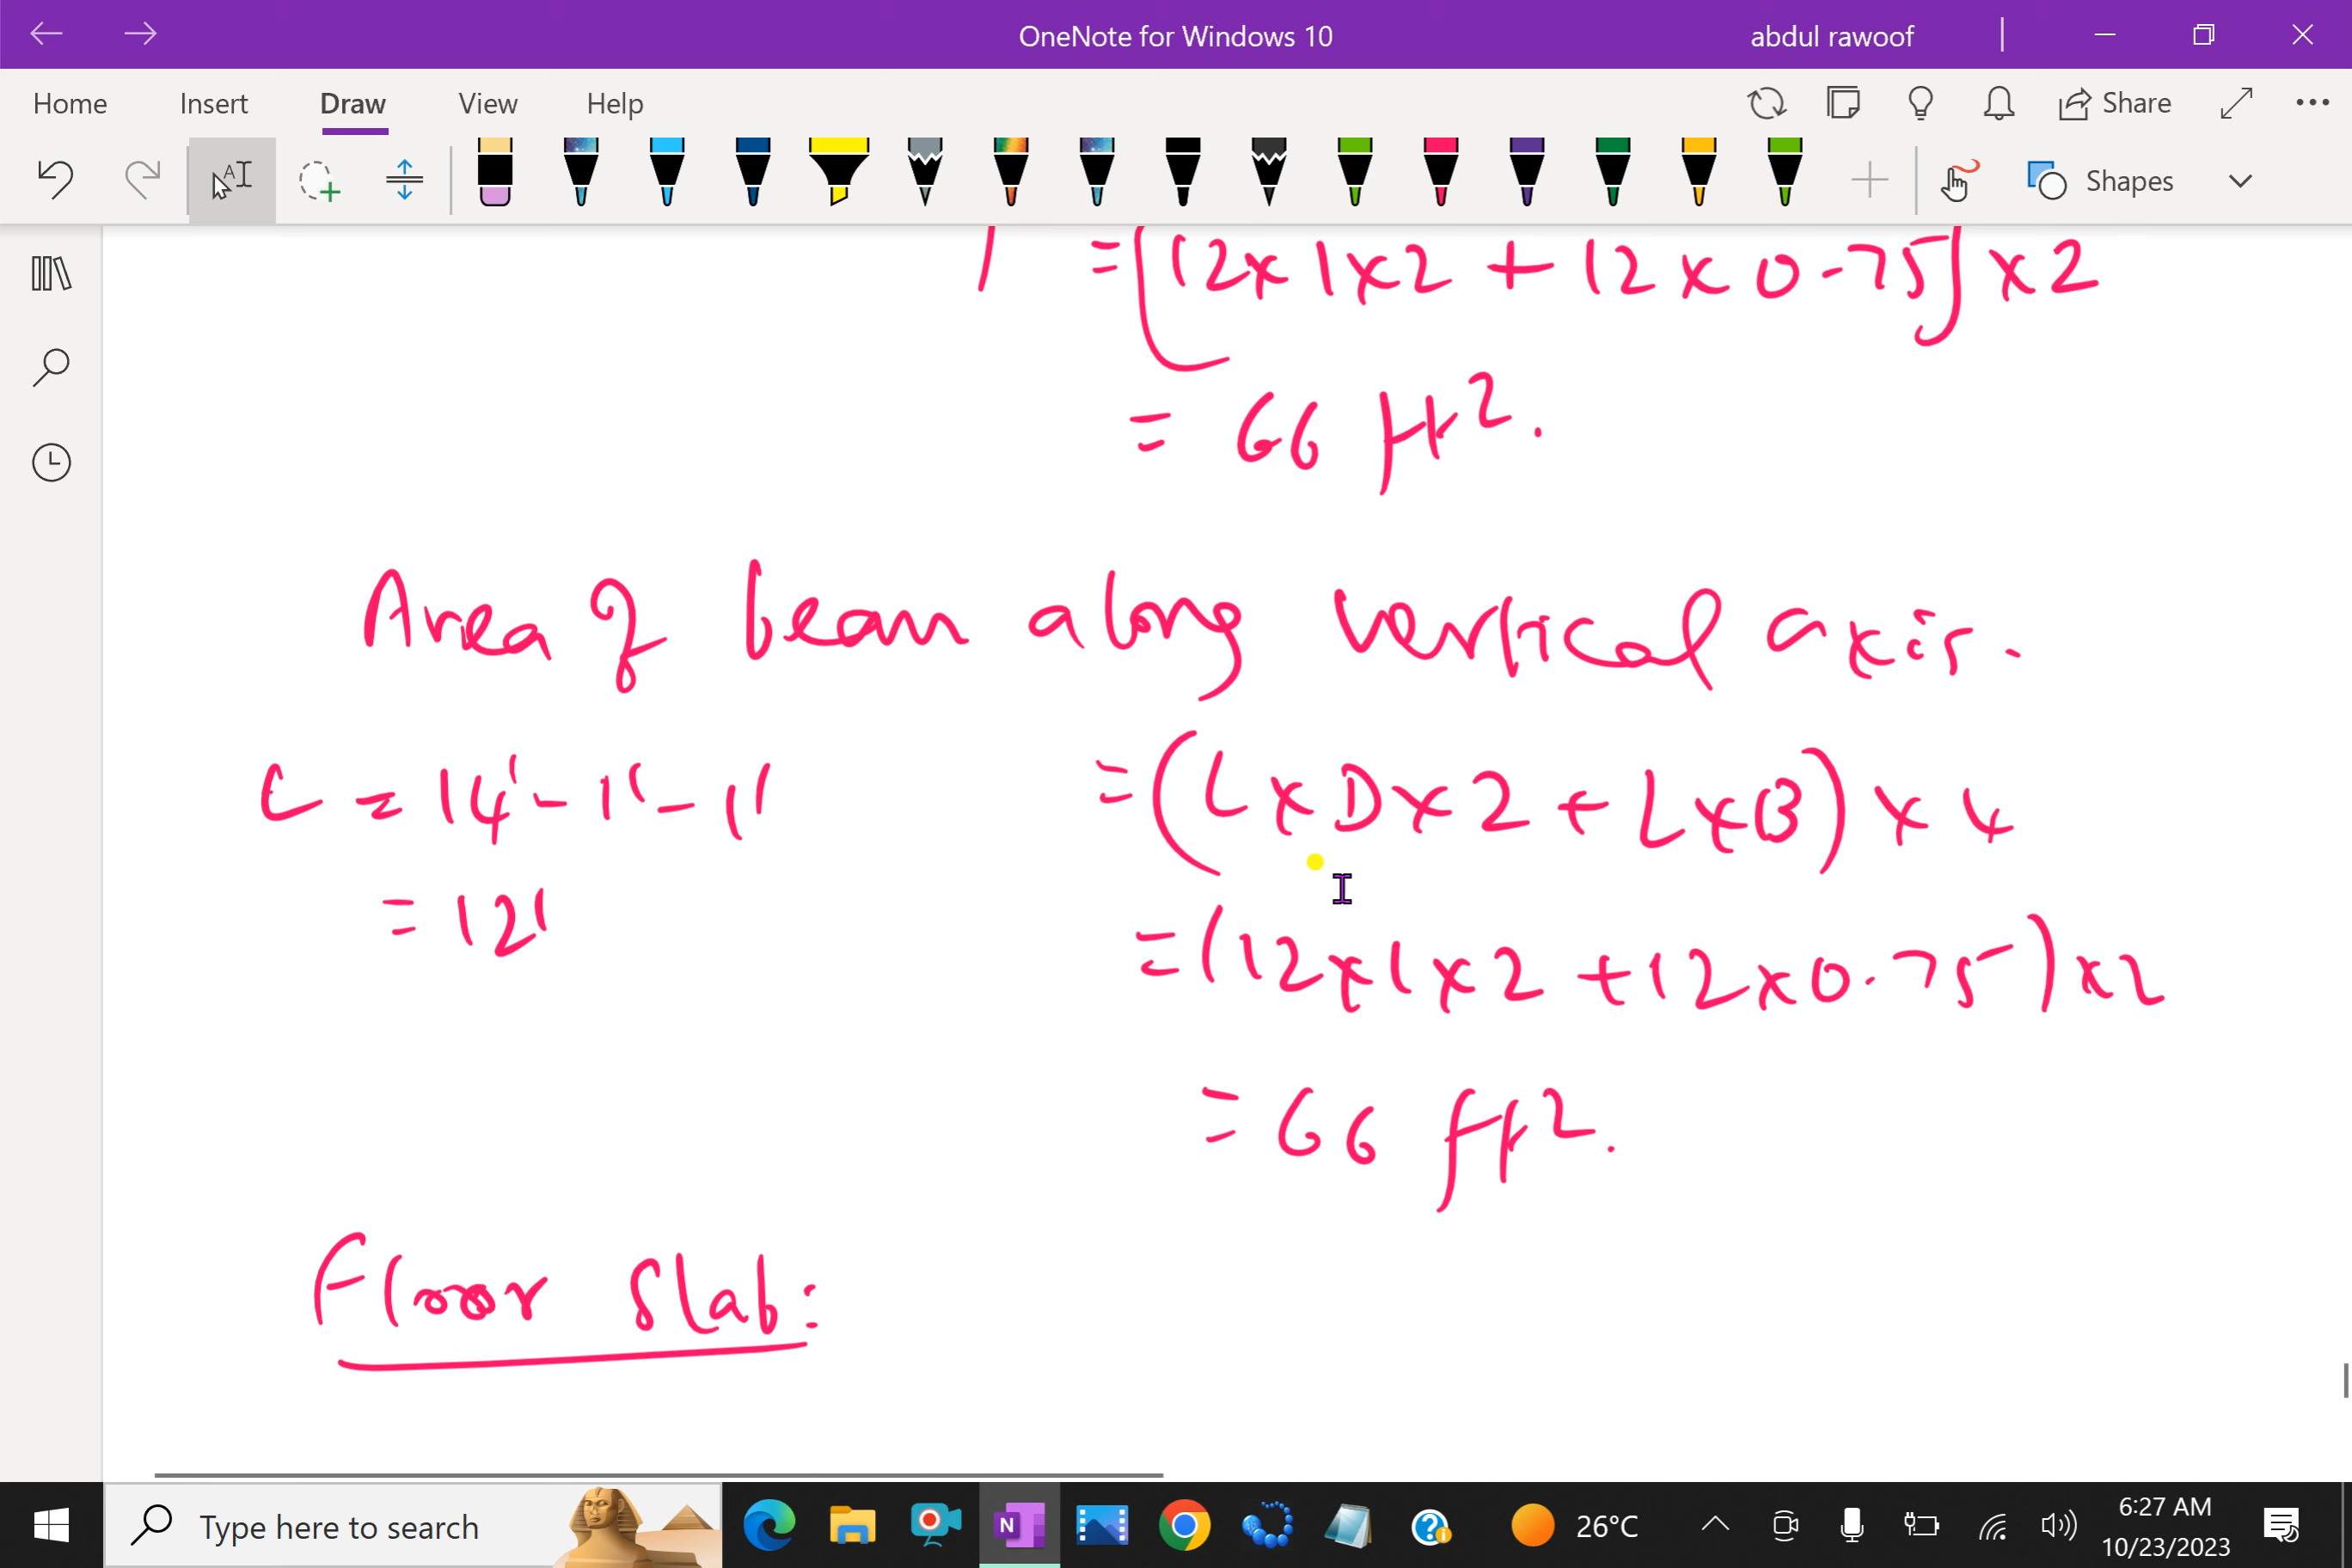 OneNote for Windows 10
abdul rawoof
Home Insert Draw View Help
Share
Shapes
=[12x1x2 + 12x0.75]x2
= 66 ft².
Area of beam along vertical axis.
L = 14'-1'-1'
= 12'
=(LxDx2+LxB)xx
=(12x1x2+12x0.75)x2
= 66 ft².
Floor Slab:
Type here to search
26°C
6:27 AM
10/23/2023